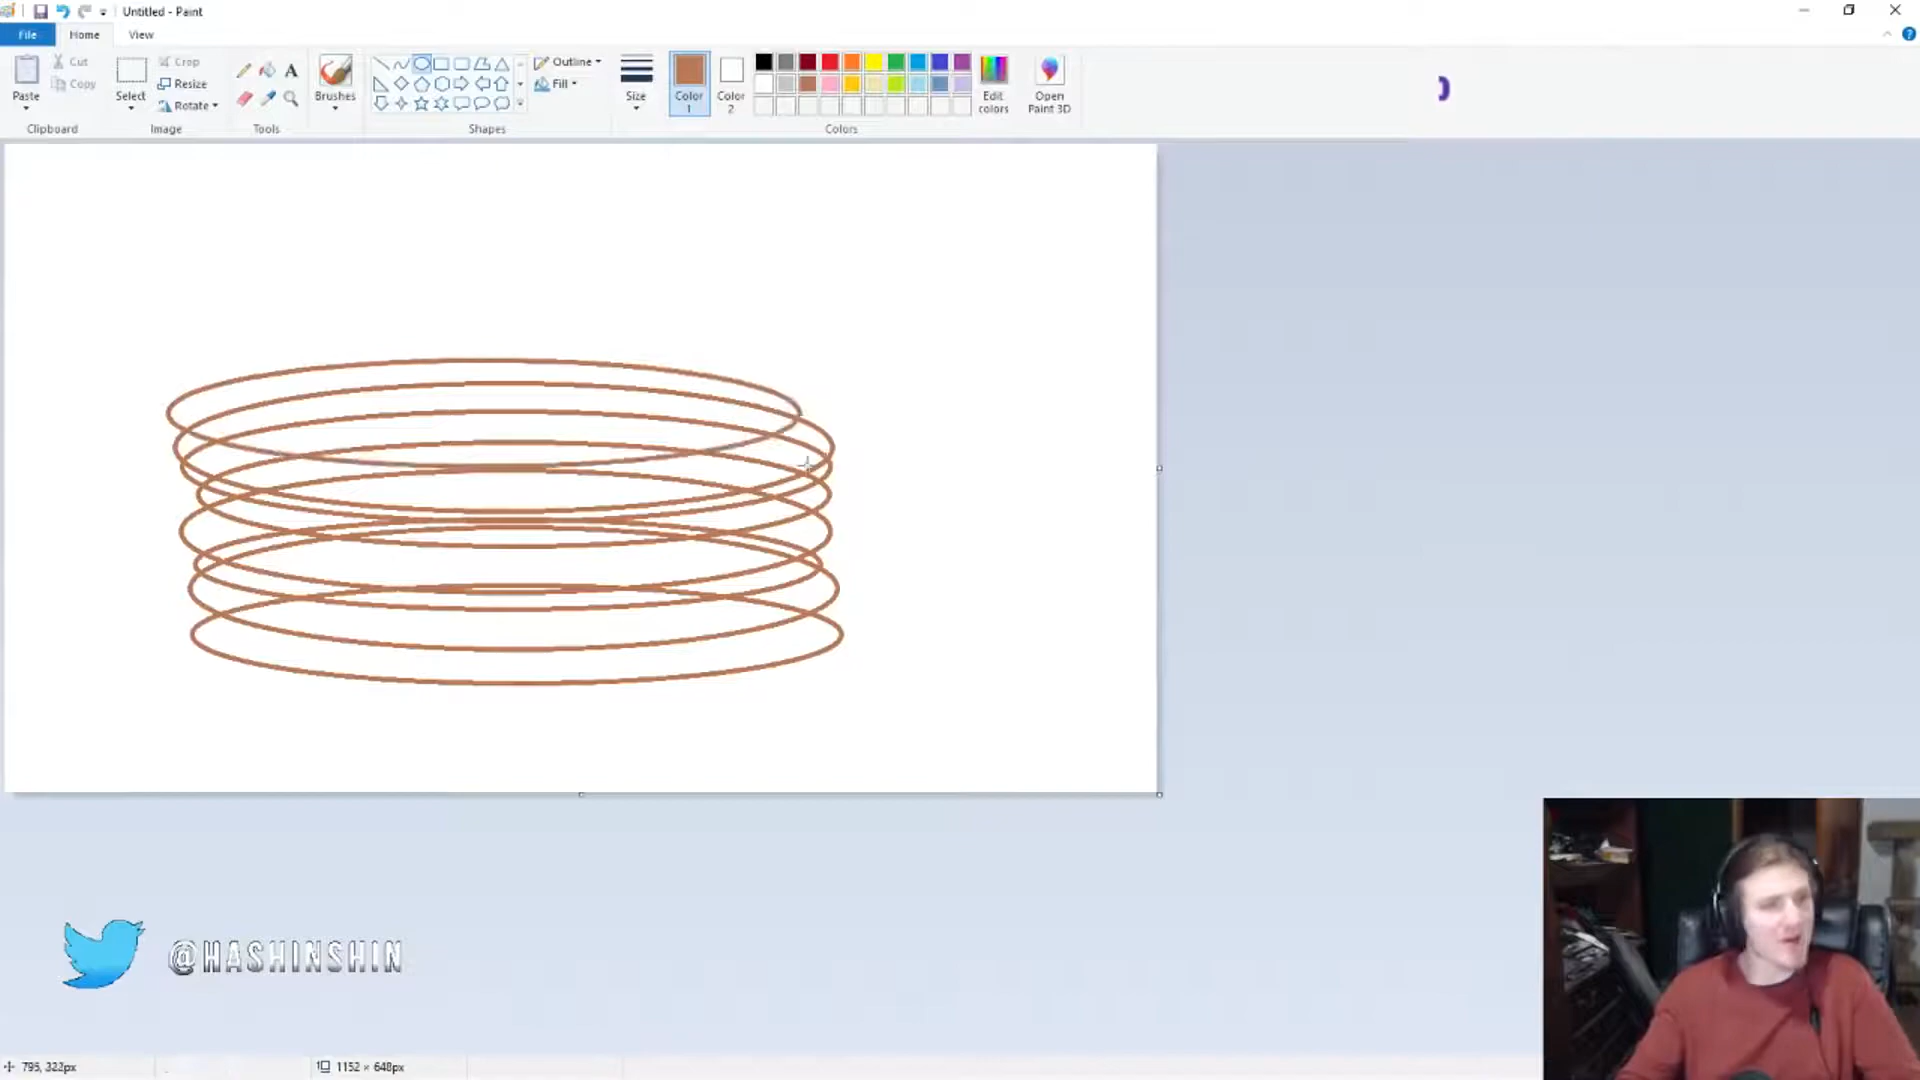 Untitled - Paint
File Home View
Paste
Cut
Copy
Clipboard
Select
Crop
Resize
Rotate
Image
A
Tools
Brushes
Outline
Fill
Shapes
Size
Color 1
Color 2
Edit colors
Open Paint 3D
Colors
@HASHINSHIN
795, 322px
1152 × 648px